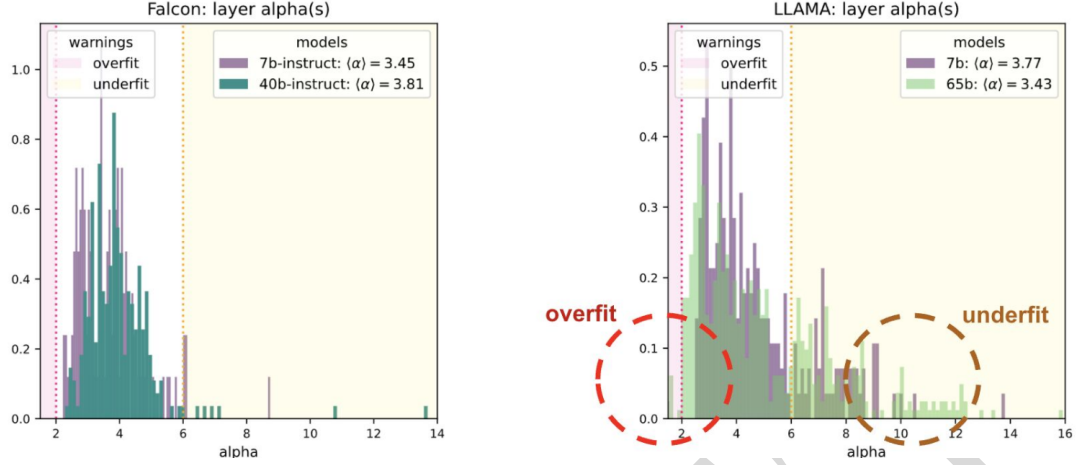 Falcon: layer alpha(s)
warnings
overfit
underfit
models
7b-instruct: ⟨α⟩ = 3.45
40b-instruct: ⟨α⟩ = 3.81
1.0
0.8
0.6
0.4
0.2
0.0
2 4 6 8 10 12 14
alpha
LLAMA: layer alpha(s)
warnings
overfit
underfit
models
7b: ⟨α⟩ = 3.77
65b: ⟨α⟩ = 3.43
0.5
0.4
0.3
0.2
0.1
0.0
overfit
underfit
2 4 6 8 10 12 14 16
alpha